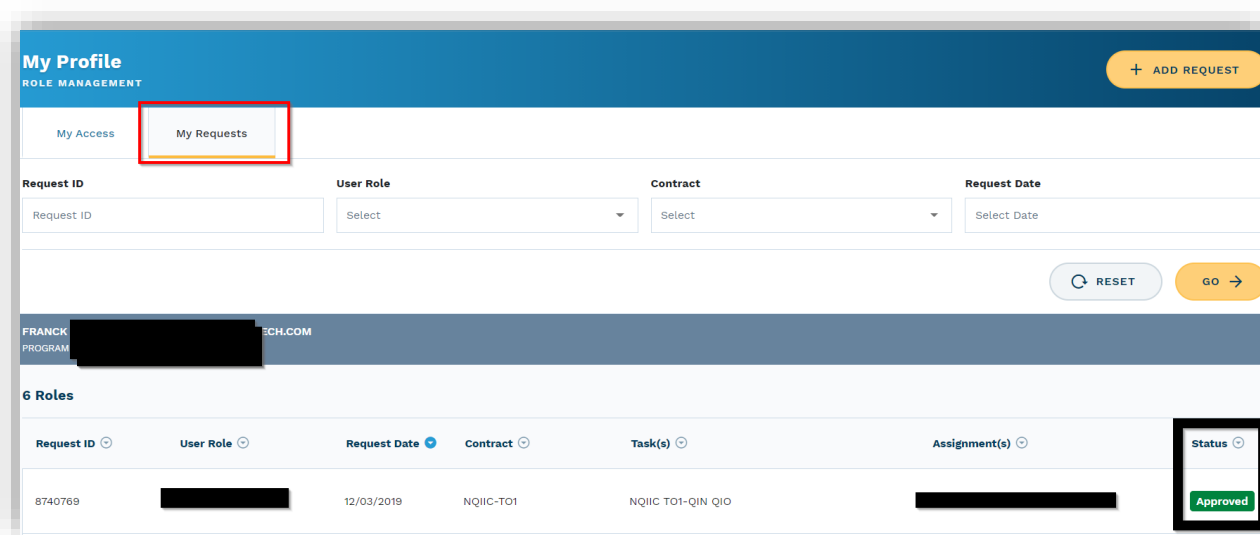 My Profile
ROLE MANAGEMENT
+ ADD REQUEST
My Access My Requests
Request ID User Role Contract Request Date
Request ID Select Select Select Date
RESET GO
FRANCK ECH.COM
PROGRAM
6 Roles
Request ID User Role Request Date Contract Task(s) Assignment(s) Status
8740769 12/03/2019 NQIIC-TO1 NQIIC TO1-QIN QIO Approved